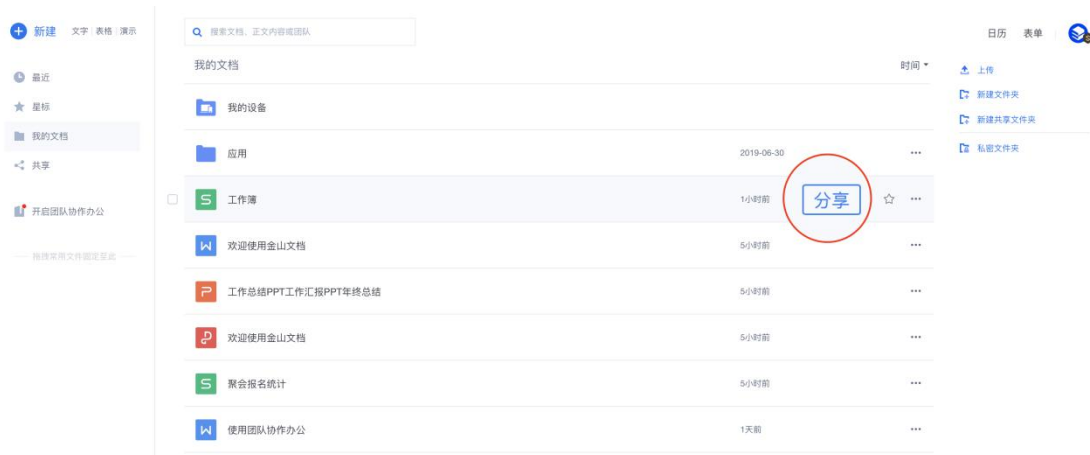 新建 文字 表格 演示
搜索文档、正文内容或团队
日历 表单
最近
星标
我的文档
共享
开启团队协作办公
拖拽常用文件固定至此
我的文档 时间
我的设备
应用 2019-06-30
工作簿 1小时前 分享
欢迎使用金山文档 5小时前
工作总结PPT工作汇报PPT年终总结 5小时前
欢迎使用金山文档 5小时前
聚会报名统计 5小时前
使用团队协作办公 1天前
上传
新建文件夹
新建共享文件夹
私密文件夹